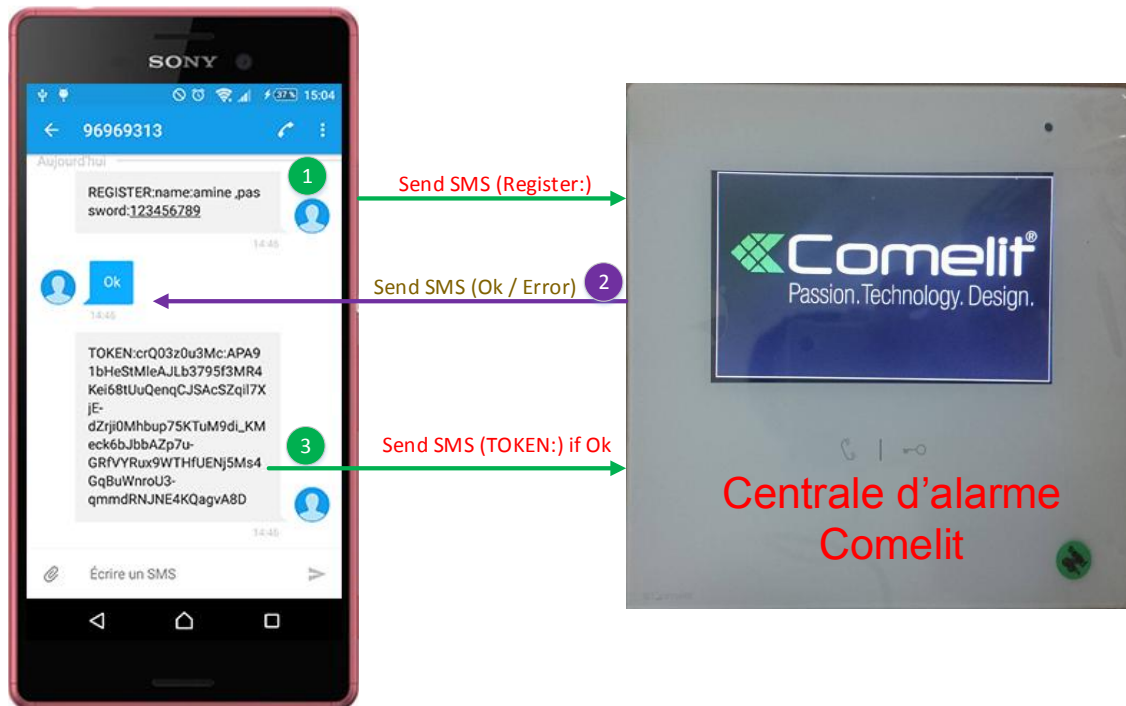 SONY
37% 15:04
96969313
Aujourd'hui
REGISTER:name:amine ,pas
sword:123456789
14:46
1
Ok
14:46
TOKEN:crQ03z0u3Mc:APA9
1bHeStMleAJLb3795f3MR4
Kei68tUuQenqCJSAcSZqil7X
jE-
dZrji0Mhbup75KTuM9di_KM
eck6bJbbAZp7u-
GRfVYRux9WTHfUENj5Ms4
GqBuWnroU3-
qmmdRNJNE4KQagvA8D
14:46
3
Écrire un SMS
Send SMS (Register:)
Send SMS (Ok / Error) 2
Send SMS (TOKEN:) if Ok
Comelit®
Passion. Technology. Design.
Centrale d'alarme
Comelit